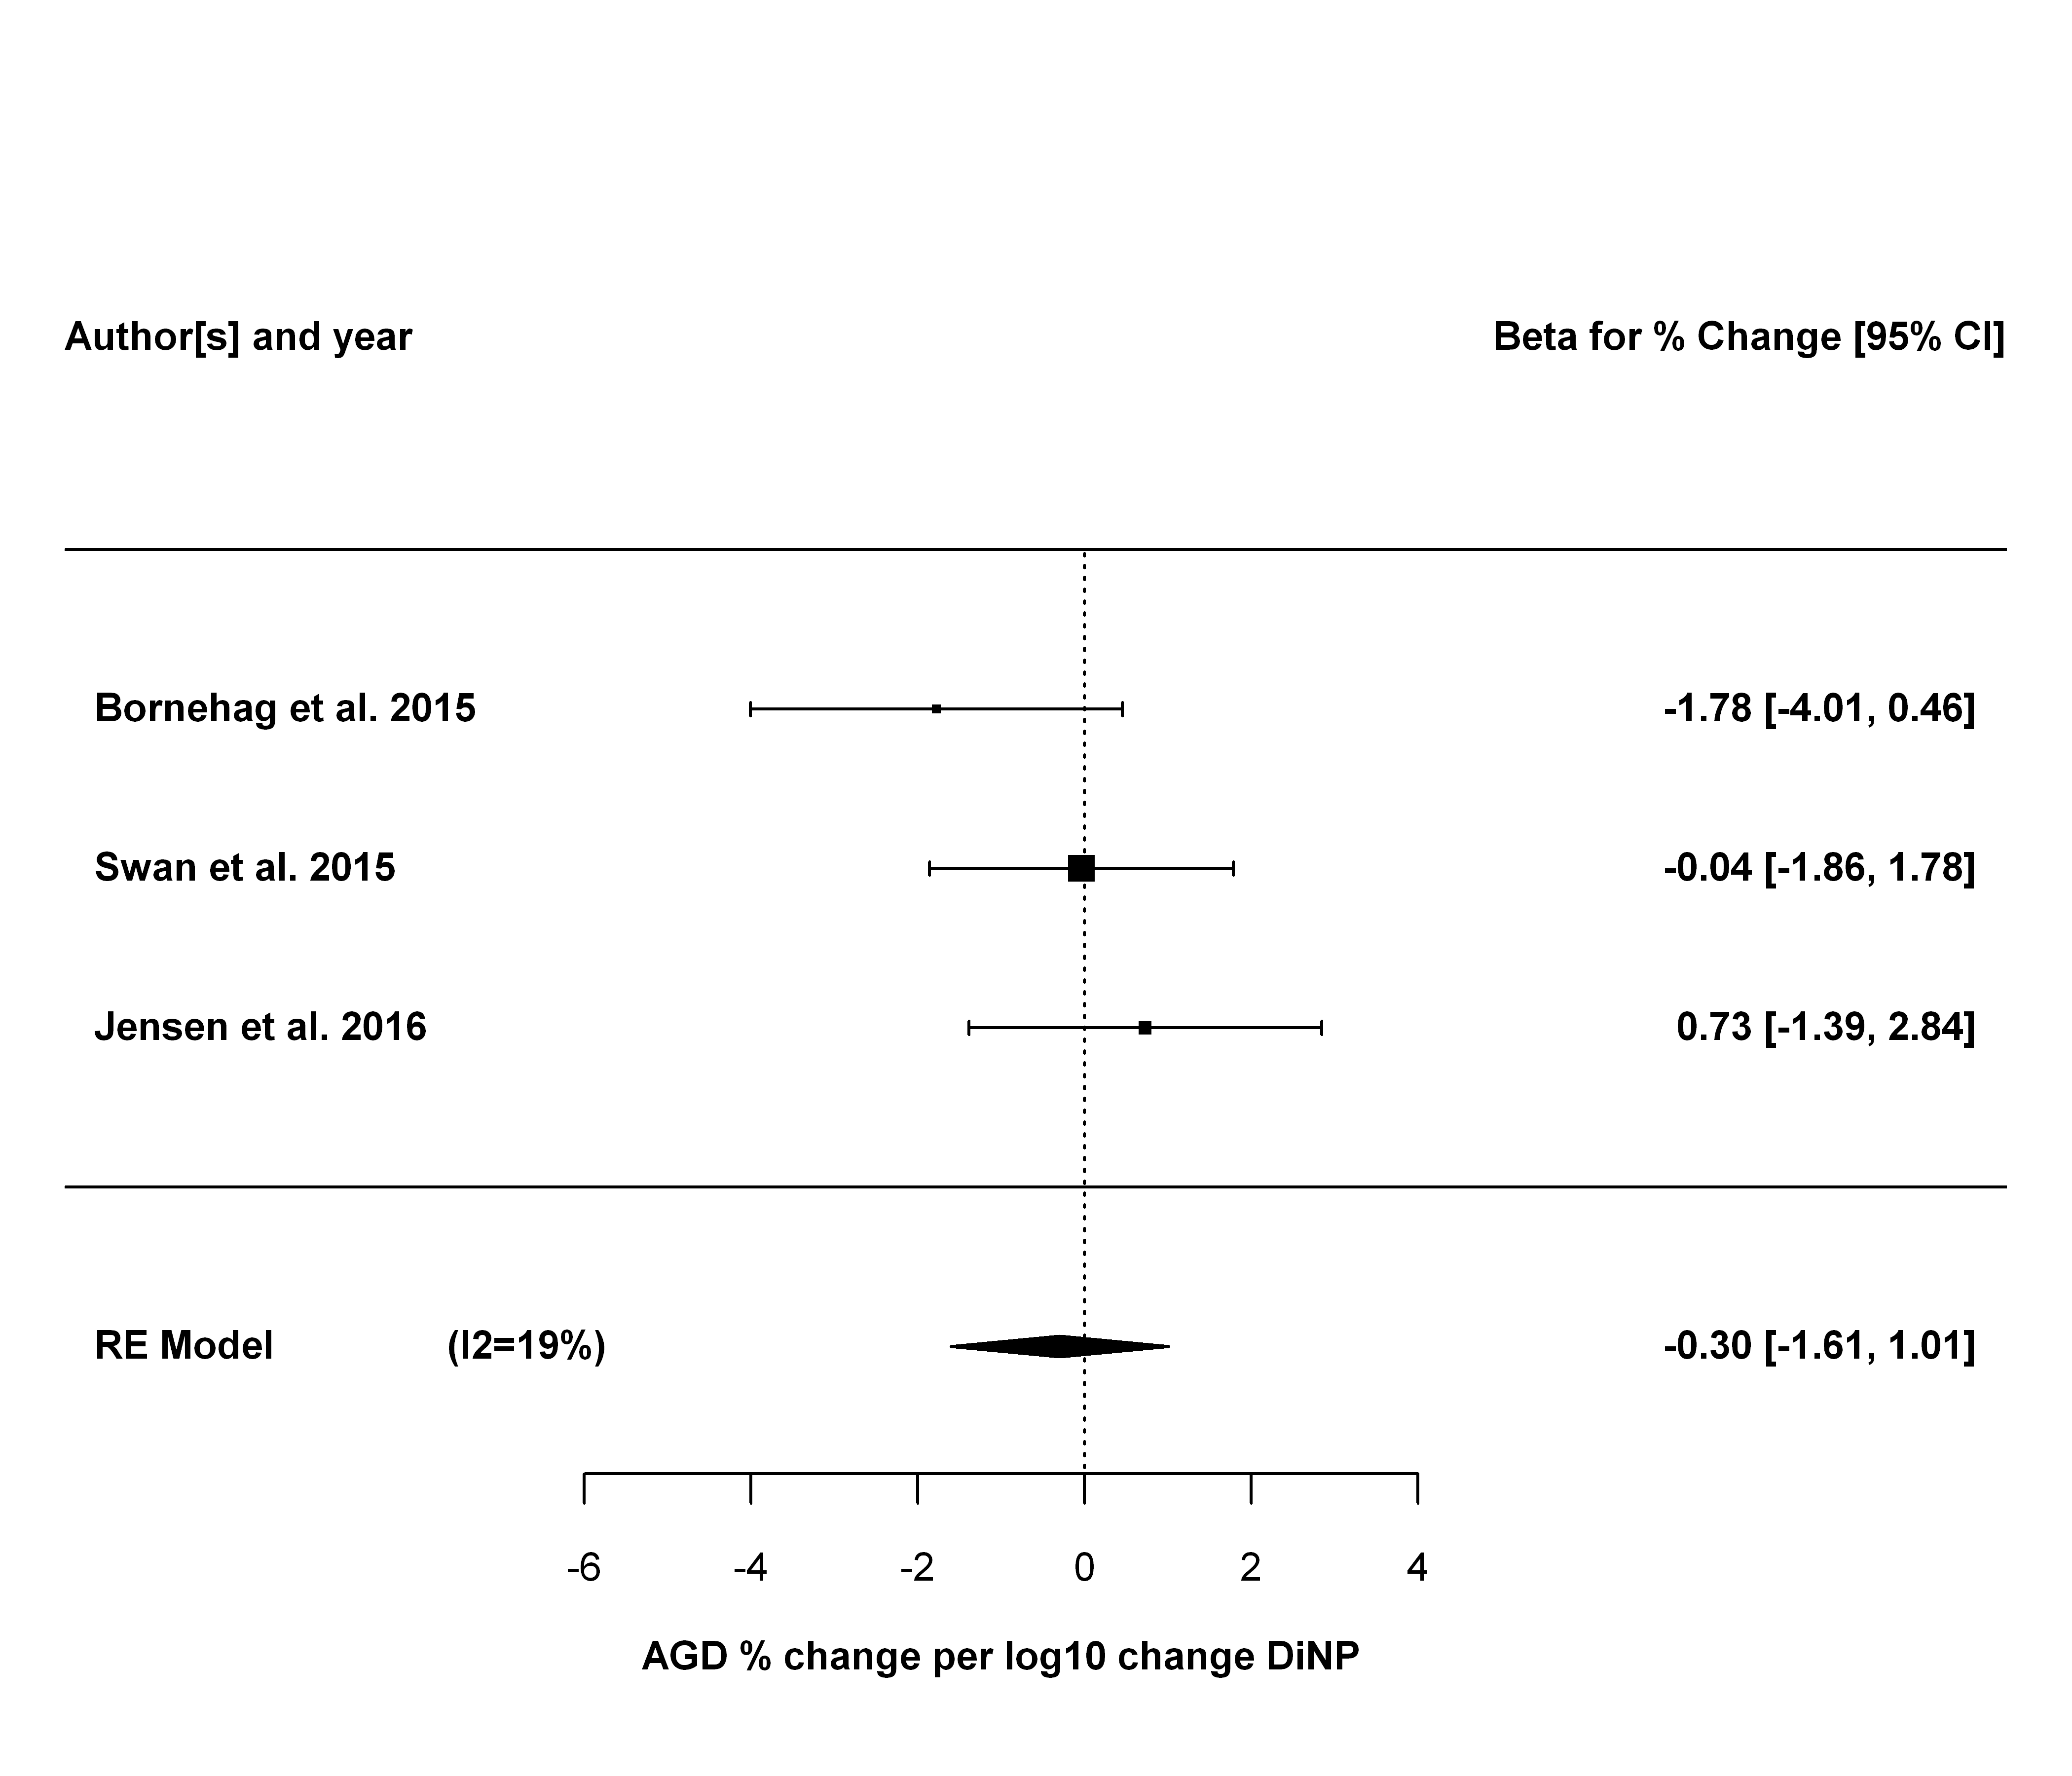 Author[s] and year Beta for % Change [95% CI]
Bornehag et al. 2015 -1.78 [-4.01, 0.46]
Swan et al. 2015 -0.04 [-1.86, 1.78]
Jensen et al. 2016 0.73 [-1.39, 2.84]
RE Model (I2=19%) -0.30 [-1.61, 1.01]
-6 -4 -2 0 2 4
AGD % change per log10 change DiNP